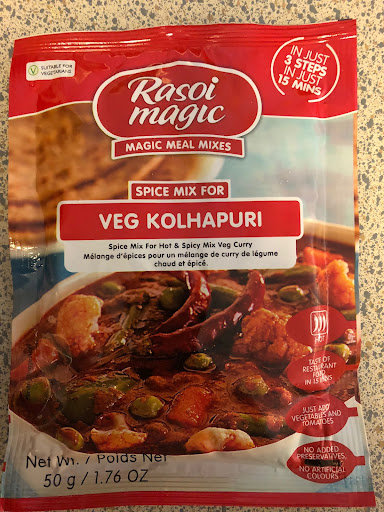 SUITABLE FOR
VEGETARIANS
IN JUST
3 STEPS
IN JUST
15 MINS
Rasoi
magic
MAGIC MEAL MIXES
SPICE MIX FOR
VEG KOLHAPURI
Spice Mix For Hot & Spicy Mix Veg Curry
Mélange d'épices pour un mélange de curry de légume
chaud et épicé.
HOT
TASTE OF
RESTAURANT
FOOD
IN 15 MINS
JUST ADD
VEGETABLES AND
TOMATOES
NO ADDED
PRESERVATIVES,
NO ARTIFICIAL
COLOURS
Net Wt. / Poids Net
50 g / 1.76 OZ